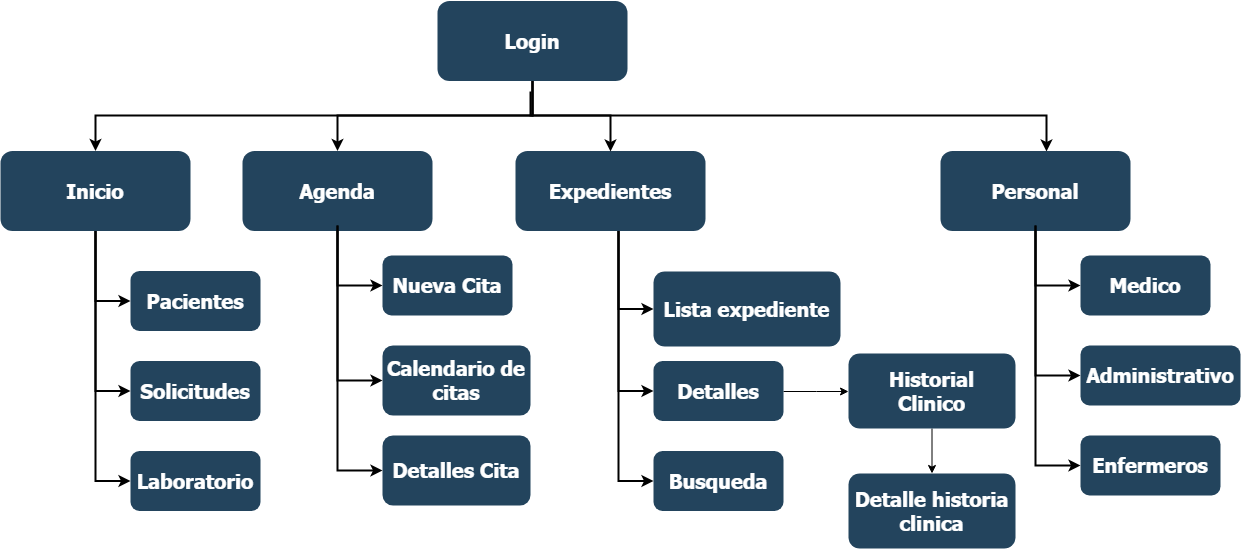 Login
Inicio
Agenda
Expedientes
Personal
Pacientes
Solicitudes
Laboratorio
Nueva Cita
Calendario de
citas
Detalles Cita
Lista expediente
Detalles
Busqueda
Historial
Clinico
Detalle historia
clinica
Medico
Administrativo
Enfermeros